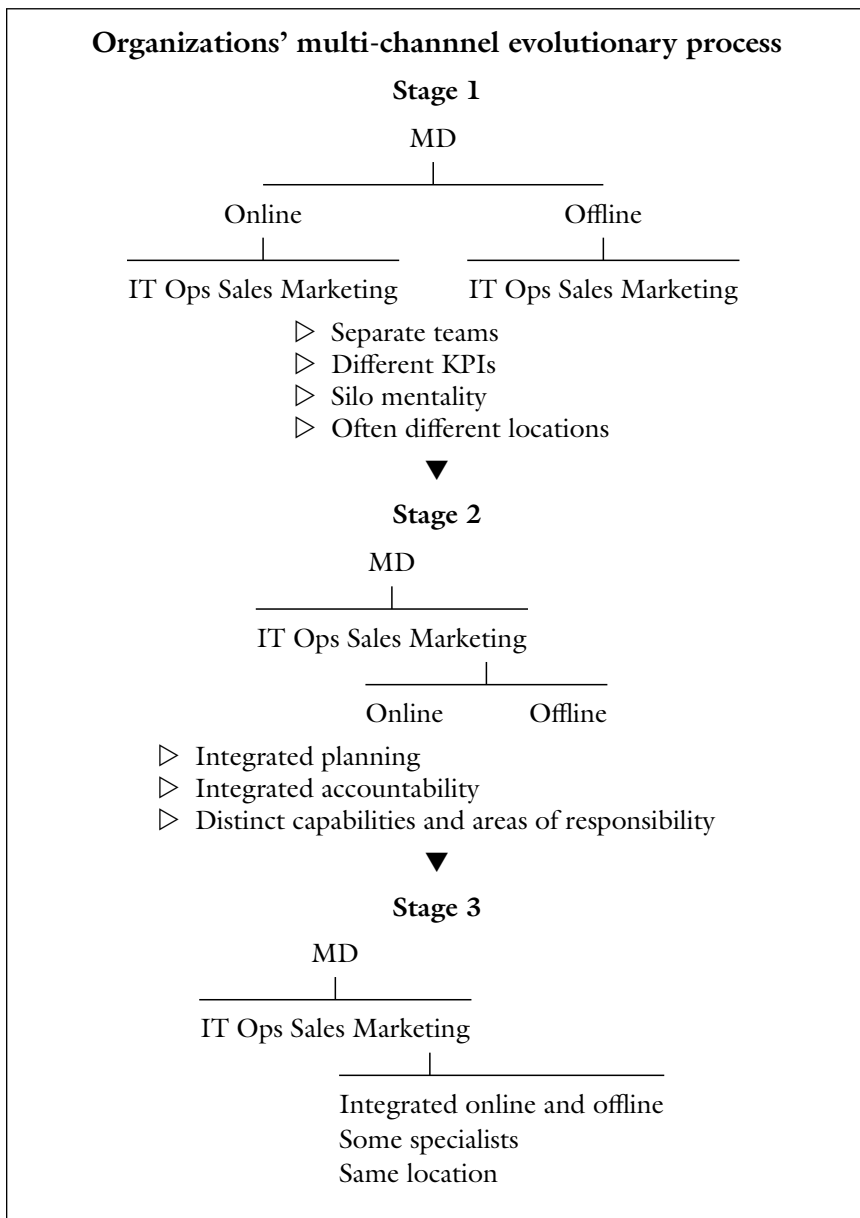 Organizations’ multi-channnel evolutionary process
Stage 1
MD
Online Offline
IT Ops Sales Marketing IT Ops Sales Marketing
▷ Separate teams
▷ Different KPIs
▷ Silo mentality
▷ Often different locations
▼
Stage 2
MD
IT Ops Sales Marketing
Online Offline
▷ Integrated planning
▷ Integrated accountability
▷ Distinct capabilities and areas of responsibility
▼
Stage 3
MD
IT Ops Sales Marketing
Integrated online and offline
Some specialists
Same location